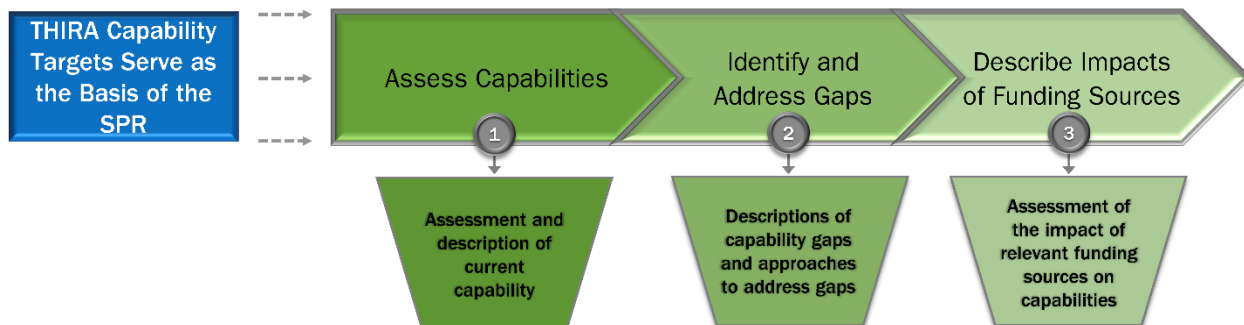 THIRA Capability
Targets Serve as
the Basis of the
SPR
Assess Capabilities
1
Identify and
Address Gaps
2
Describe Impacts
of Funding Sources
3
Assessment and
description of
current
capability
Descriptions of
capability gaps
and approaches
to address gaps
Assessment of
the impact of
relevant funding
sources on
capabilities